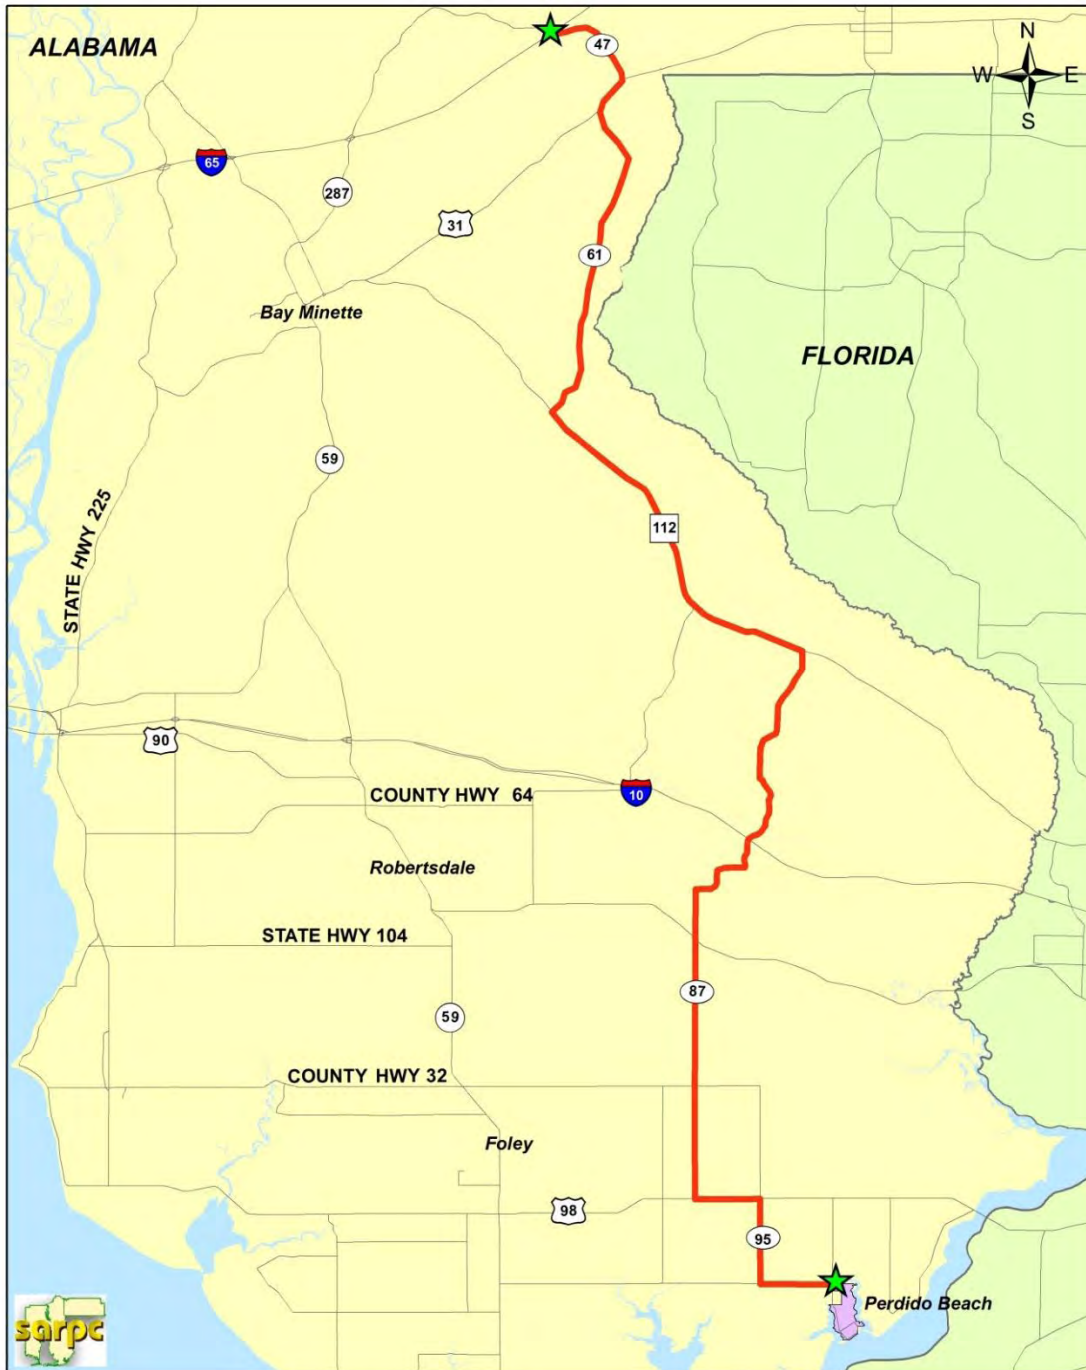 ALABAMA
47
N
W E
S
65
287
31
61
Bay Minette
FLORIDA
59
STATE HWY 225
112
90
10
COUNTY HWY 64
Robertsdale
STATE HWY 104
87
59
COUNTY HWY 32
Foley
98
95
Perdido Beach
sarpc